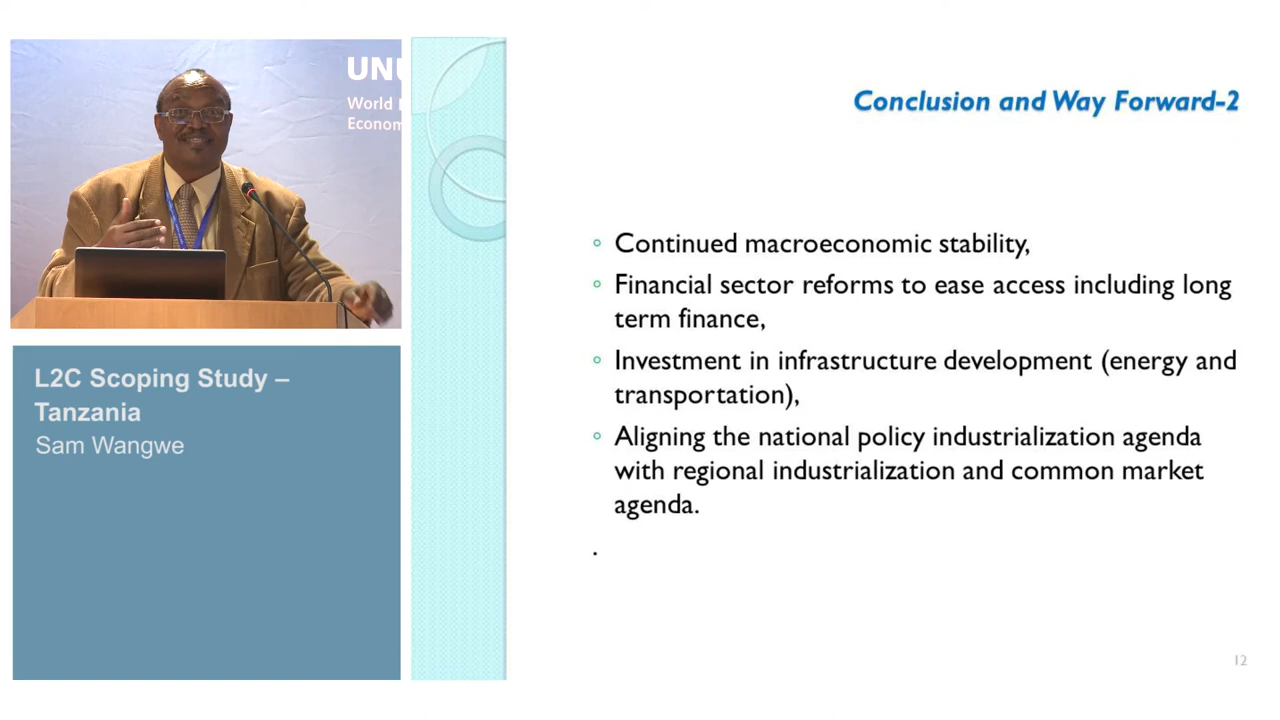 UNU
World
Econom
L2C Scoping Study –
Tanzania
Sam Wangwe
Conclusion and Way Forward-2
◦ Continued macroeconomic stability,
◦ Financial sector reforms to ease access including long
term finance,
◦ Investment in infrastructure development (energy and
transportation),
◦ Aligning the national policy industrialization agenda
with regional industrialization and common market
agenda.
.
12